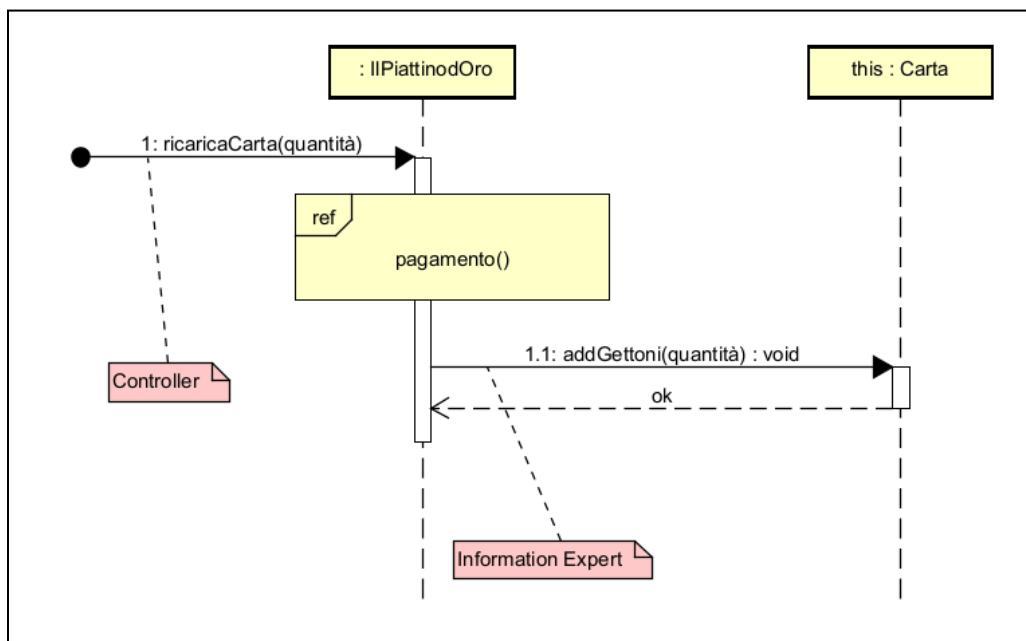 : IlPiattinodOro
this : Carta
1: ricaricaCarta(quantità)
ref
pagamento()
1.1: addGettoni(quantità) : void
Controller
ok
Information Expert